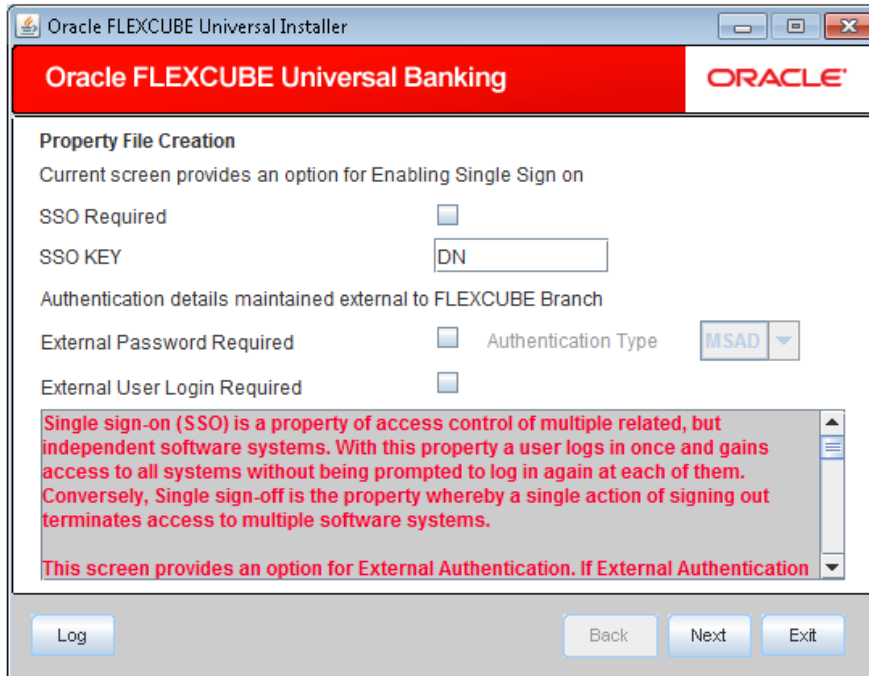 Oracle FLEXCUBE Universal Installer
Oracle FLEXCUBE Universal Banking
ORACLE
Property File Creation
Current screen provides an option for Enabling Single Sign on
SSO Required
SSO KEY
DN
Authentication details maintained external to FLEXCUBE Branch
External Password Required
Authentication Type
MSAD
External User Login Required
Single sign-on (SSO) is a property of access control of multiple related, but
independent software systems. With this property a user logs in once and gains
access to all systems without being prompted to log in again at each of them.
Conversely, Single sign-off is the property whereby a single action of signing out
terminates access to multiple software systems.
This screen provides an option for External Authentication. If External Authentication
Log
Back
Next
Exit